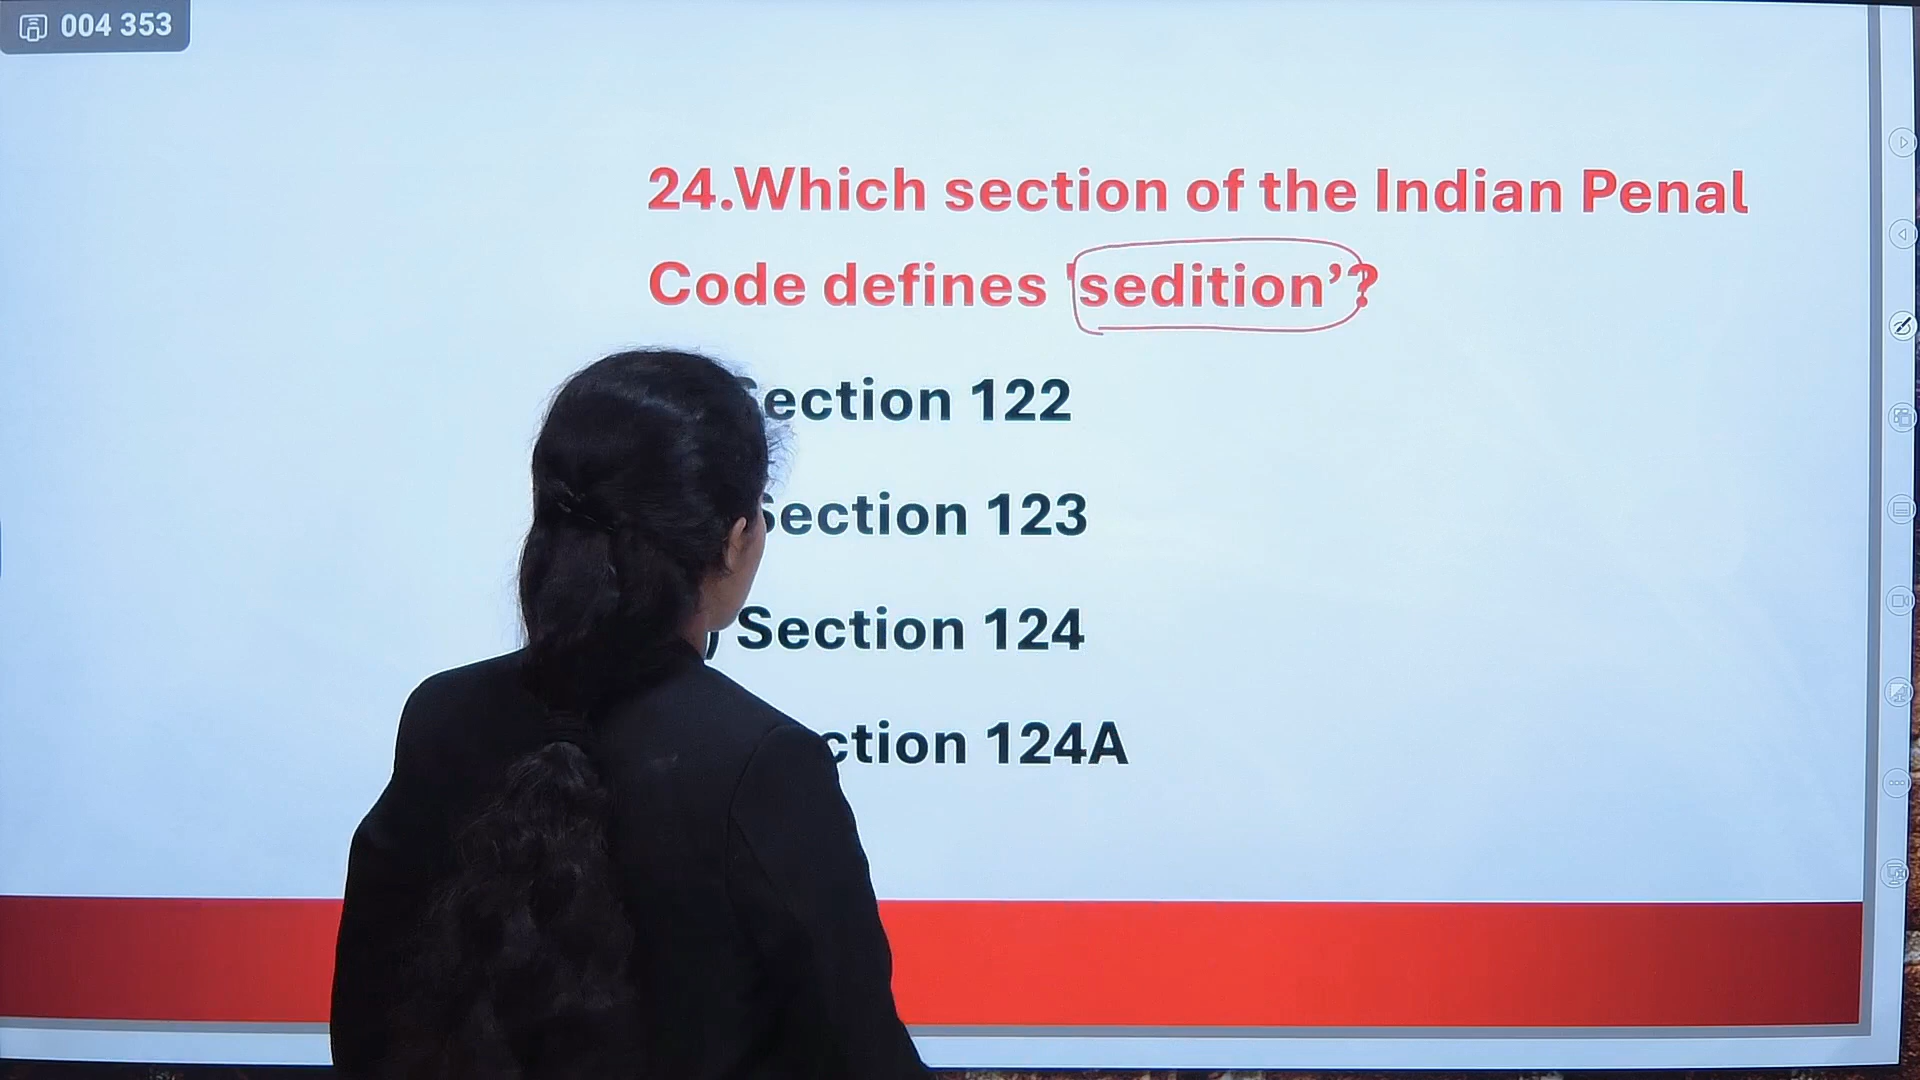 004 353
24.Which section of the Indian Penal
Code defines 'sedition’?
Section 122
Section 123
) Section 124
ction 124A